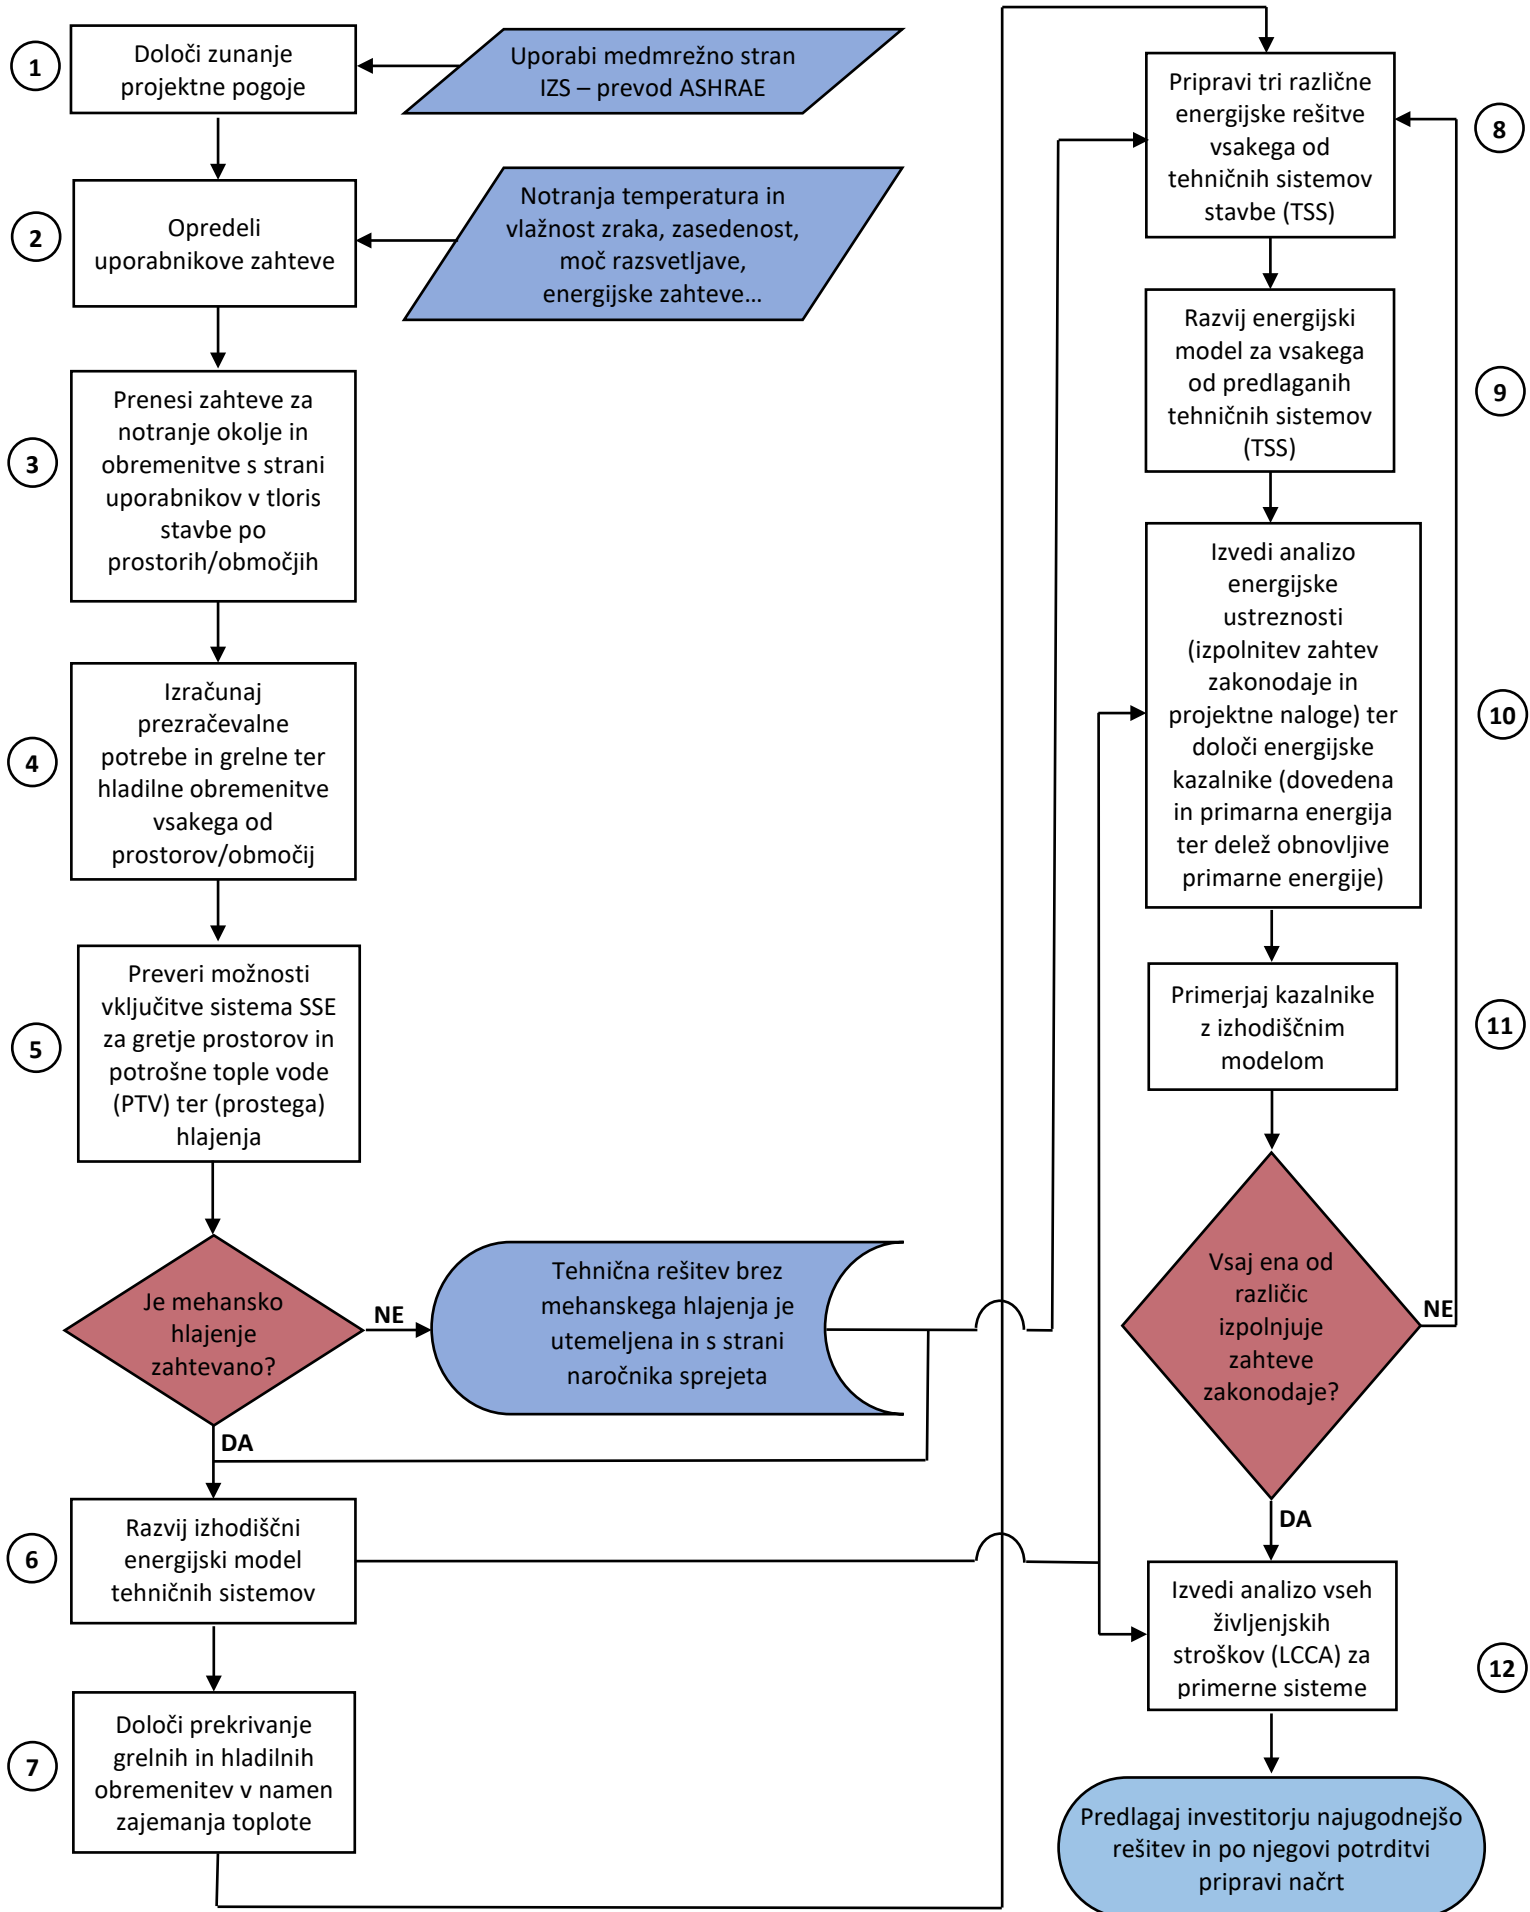 1
Določi zunanje
projektne pogoje
Uporabi medmrežno stran
IZS – prevod ASHRAE
2
Opredeli
uporabnikove zahteve
Notranja temperatura in
vlažnost zraka, zasedenost,
moč razsvetljave,
energijske zahteve…
3
Prenesi zahteve za
notranje okolje in
obremenitve s strani
uporabnikov v tloris
stavbe po
prostorih/območjih
4
Izračunaj
prezračevalne
potrebe in grelne ter
hladilne obremenitve
vsakega od
prostorov/območij
5
Preveri možnosti
vključitve sistema SSE
za gretje prostorov in
potrošne tople vode
(PTV) ter (prostega)
hlajenja
Je mehansko
hlajenje
zahtevano?
NE
Tehnična rešitev brez
mehanskega hlajenja je
utemeljena in s strani
naročnika sprejeta
DA
6
Razvij izhodiščni
energijski model
tehničnih sistemov
7
Določi prekrivanje
grelnih in hladilnih
obremenitev v namen
zajemanja toplote
Pripravi tri različne
energijske rešitve
vsakega od
tehničnih sistemov
stavbe (TSS)
8
Razvij energijski
model za vsakega
od predlaganih
tehničnih sistemov
(TSS)
9
Izvedi analizo
energijske
ustreznosti
(izpolnitev zahtev
zakonodaje in
projektne naloge) ter
določi energijske
kazalnike (dovedena
in primarna energija
ter delež obnovljive
primarne energije)
10
Primerjaj kazalnike
z izhodiščnim
modelom
11
Vsaj ena od
različic
izpolnjuje
zahteve
zakonodaje?
NE
DA
Izvedi analizo vseh
življenjskih
stroškov (LCCA) za
primerne sisteme
12
Predlagaj investitorju najugodnejšo
rešitev in po njegovi potrditvi
pripravi načrt